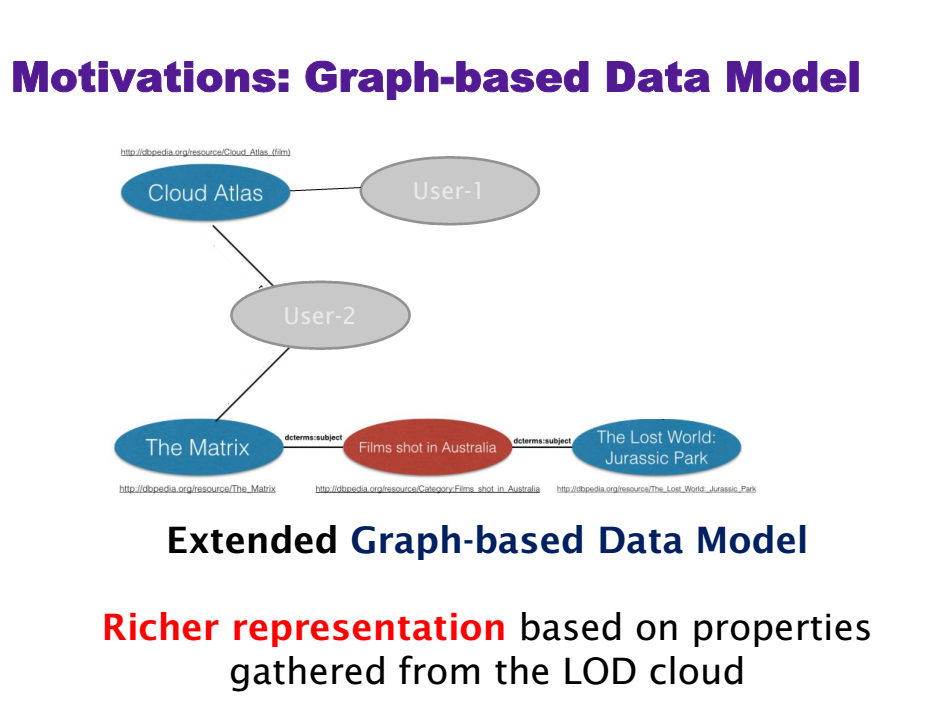 Motivations: Graph-based Data Model
http://dbpedia.org/resource/Cloud_Atlas_(film)
Cloud Atlas
User-1
User-2
The Matrix
dcterms:subject
Films shot in Australia
dcterms:subject
The Lost World:
Jurassic Park
http://dbpedia.org/resource/The_Matrix
http://dbpedia.org/resource/Category:Films_shot_in_Australia
http://dbpedia.org/resource/The_Lost_World:_Jurassic_Park
Extended Graph-based Data Model
Richer representation based on properties
gathered from the LOD cloud